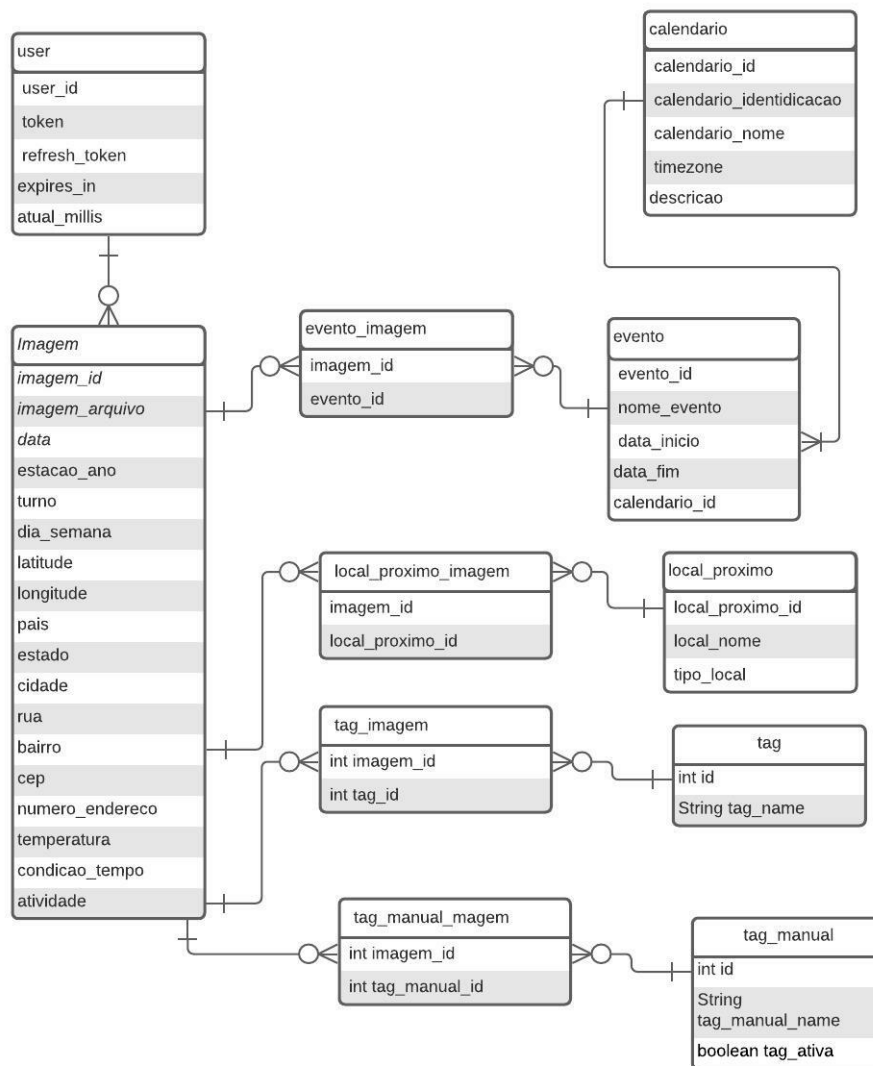 user
user_id
token
refresh_token
expires_in
atual_millis
calendario
calendario_id
calendario_identidicacao
calendario_nome
timezone
descricao
Imagem
imagem_id
imagem_arquivo
data
estacao_ano
turno
dia_semana
latitude
longitude
pais
estado
cidade
rua
bairro
cep
numero_endereco
temperatura
condicao_tempo
atividade
evento_imagem
imagem_id
evento_id
evento
evento_id
nome_evento
data_inicio
data_fim
calendario_id
local_proximo_imagem
imagem_id
local_proximo_id
local_proximo
local_proximo_id
local_nome
tipo_local
tag_imagem
int imagem_id
int tag_id
tag
int id
String tag_name
tag_manual_magem
int imagem_id
int tag_manual_id
tag_manual
int id
String
tag_manual_name
boolean tag_ativa